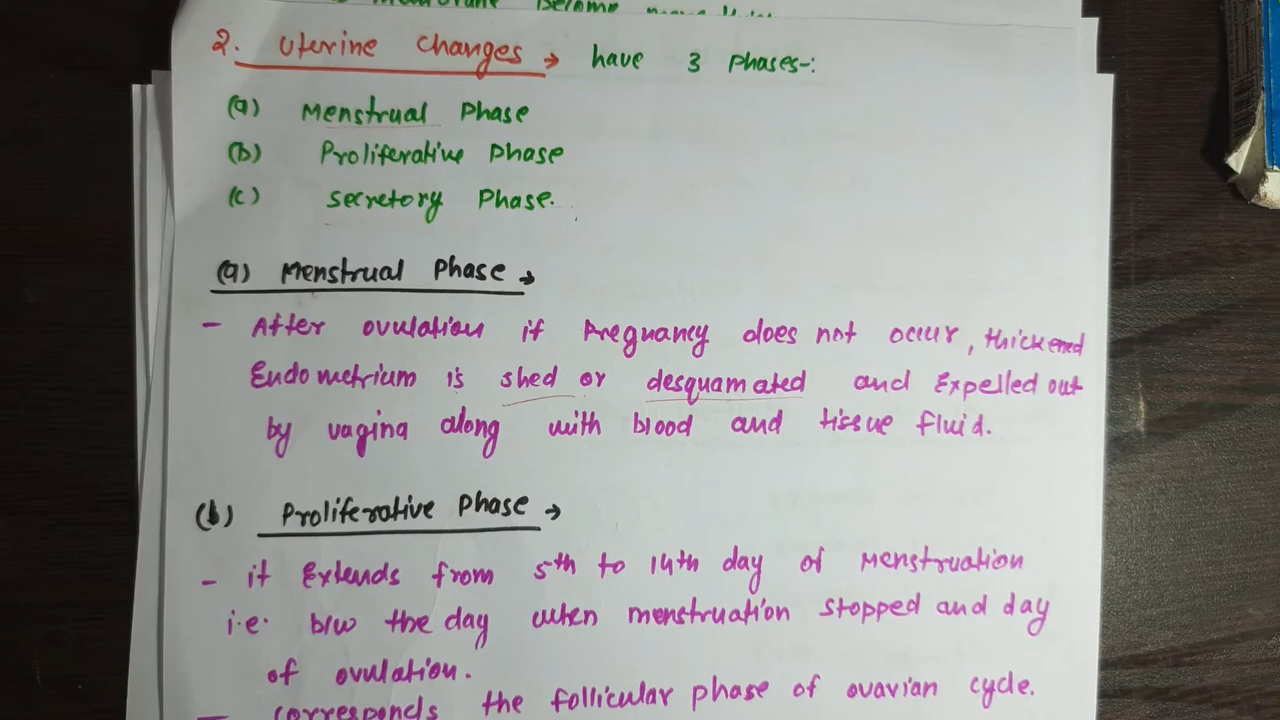 Membrane Become
2. Uterine changes → have 3 Phases-:
(a) Menstrual Phase
(b) Proliferative Phase
(c) Secretory Phase.
(a) Menstrual Phase →
- After ovulation if Pregnancy does not occur, thickened
Endometrium is shed or desquamated and Expelled out
by vagina along with blood and tissue fluid.
(b) Proliferative Phase →
- it Extends from 5th to 14th day of Menstruation
i.e. b/w the day when menstruation stopped and day
of ovulation.
- corresponds the follicular phase of ovarian cycle.